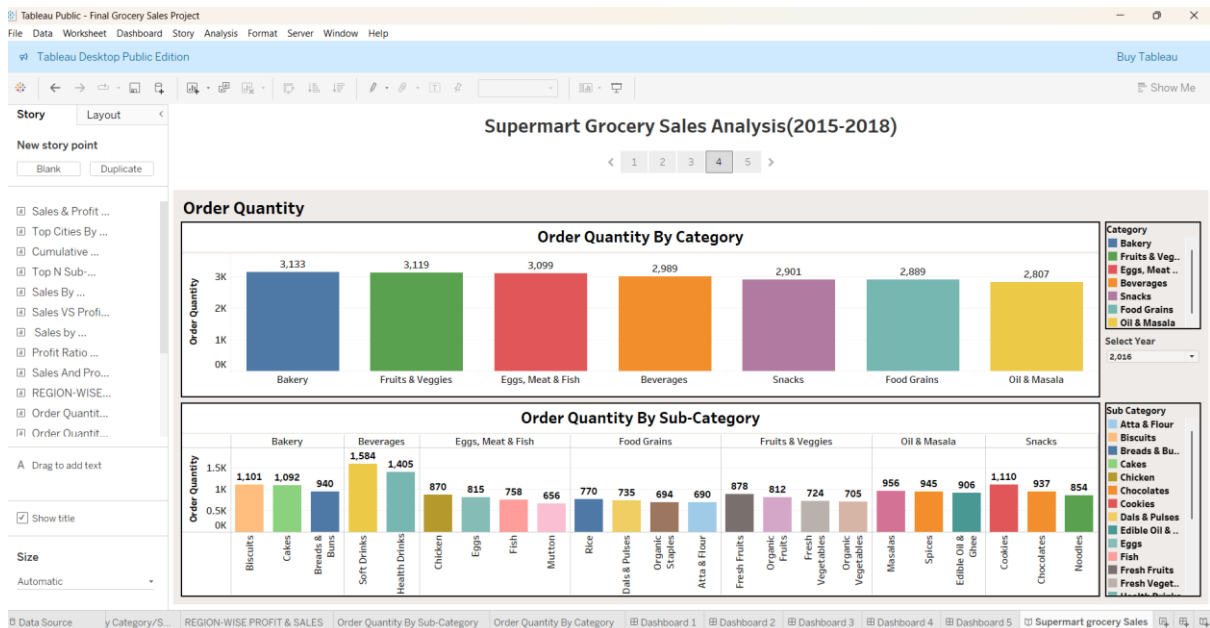 Tableau Public - Final Grocery Sales Project
File Data Worksheet Dashboard Story Analysis Format Server Window Help
Tableau Desktop Public Edition
Buy Tableau
Show Me
Story Layout
New story point
Blank Duplicate
Sales & Profit ...
Top Cities By ...
Cumulative ...
Top N Sub-...
Sales By ...
Sales VS Profi...
Sales by ...
Profit Ratio ...
Sales And Pro...
REGION-WISE...
Order Quantit...
Order Quantit...
A Drag to add text
Show title
Size
Automatic
Supermart Grocery Sales Analysis(2015-2018)
1 2 3 4 5
Order Quantity
Order Quantity By Category
Order Quantity
3K
2K
1K
0K
3,133 3,119 3,099 2,989 2,901 2,889 2,807
Bakery Fruits & Veggies Eggs, Meat & Fish Beverages Snacks Food Grains Oil & Masala
Category
Bakery
Fruits & Veg..
Eggs, Meat ..
Beverages
Snacks
Food Grains
Oil & Masala
Select Year
2,016
Order Quantity By Sub-Category
Bakery Beverages Eggs, Meat & Fish Food Grains Fruits & Veggies Oil & Masala Snacks
Order Quantity
1.5K
1K
0.5K
0K
1,101 1,092 940 1,584 1,405 870 815 758 656 770 735 694 690 878 812 724 705 956 945 906 1,110 937 854
Biscuits
Cakes
Breads &
Buns
Soft Drinks
Health Drinks
Chicken
Eggs
Fish
Mutton
Rice
Dals & Pulses
Organic
Staples
Atta & Flour
Fresh Fruits
Organic
Fruits
Fresh
Vegetables
Organic
Vegetables
Masalas
Spices
Edible Oil &
Ghee
Cookies
Chocolates
Noodles
Sub Category
Atta & Flour
Biscuits
Breads & Bu..
Cakes
Chicken
Chocolates
Cookies
Dals & Pulses
Edible Oil & ..
Eggs
Fish
Fresh Fruits
Fresh Veget..
Health Drinks
Data Source y Category/S... REGION-WISE PROFIT & SALES Order Quantity By Sub-Category Order Quantity By Category Dashboard 1 Dashboard 2 Dashboard 3 Dashboard 4 Dashboard 5 Supermart grocery Sales